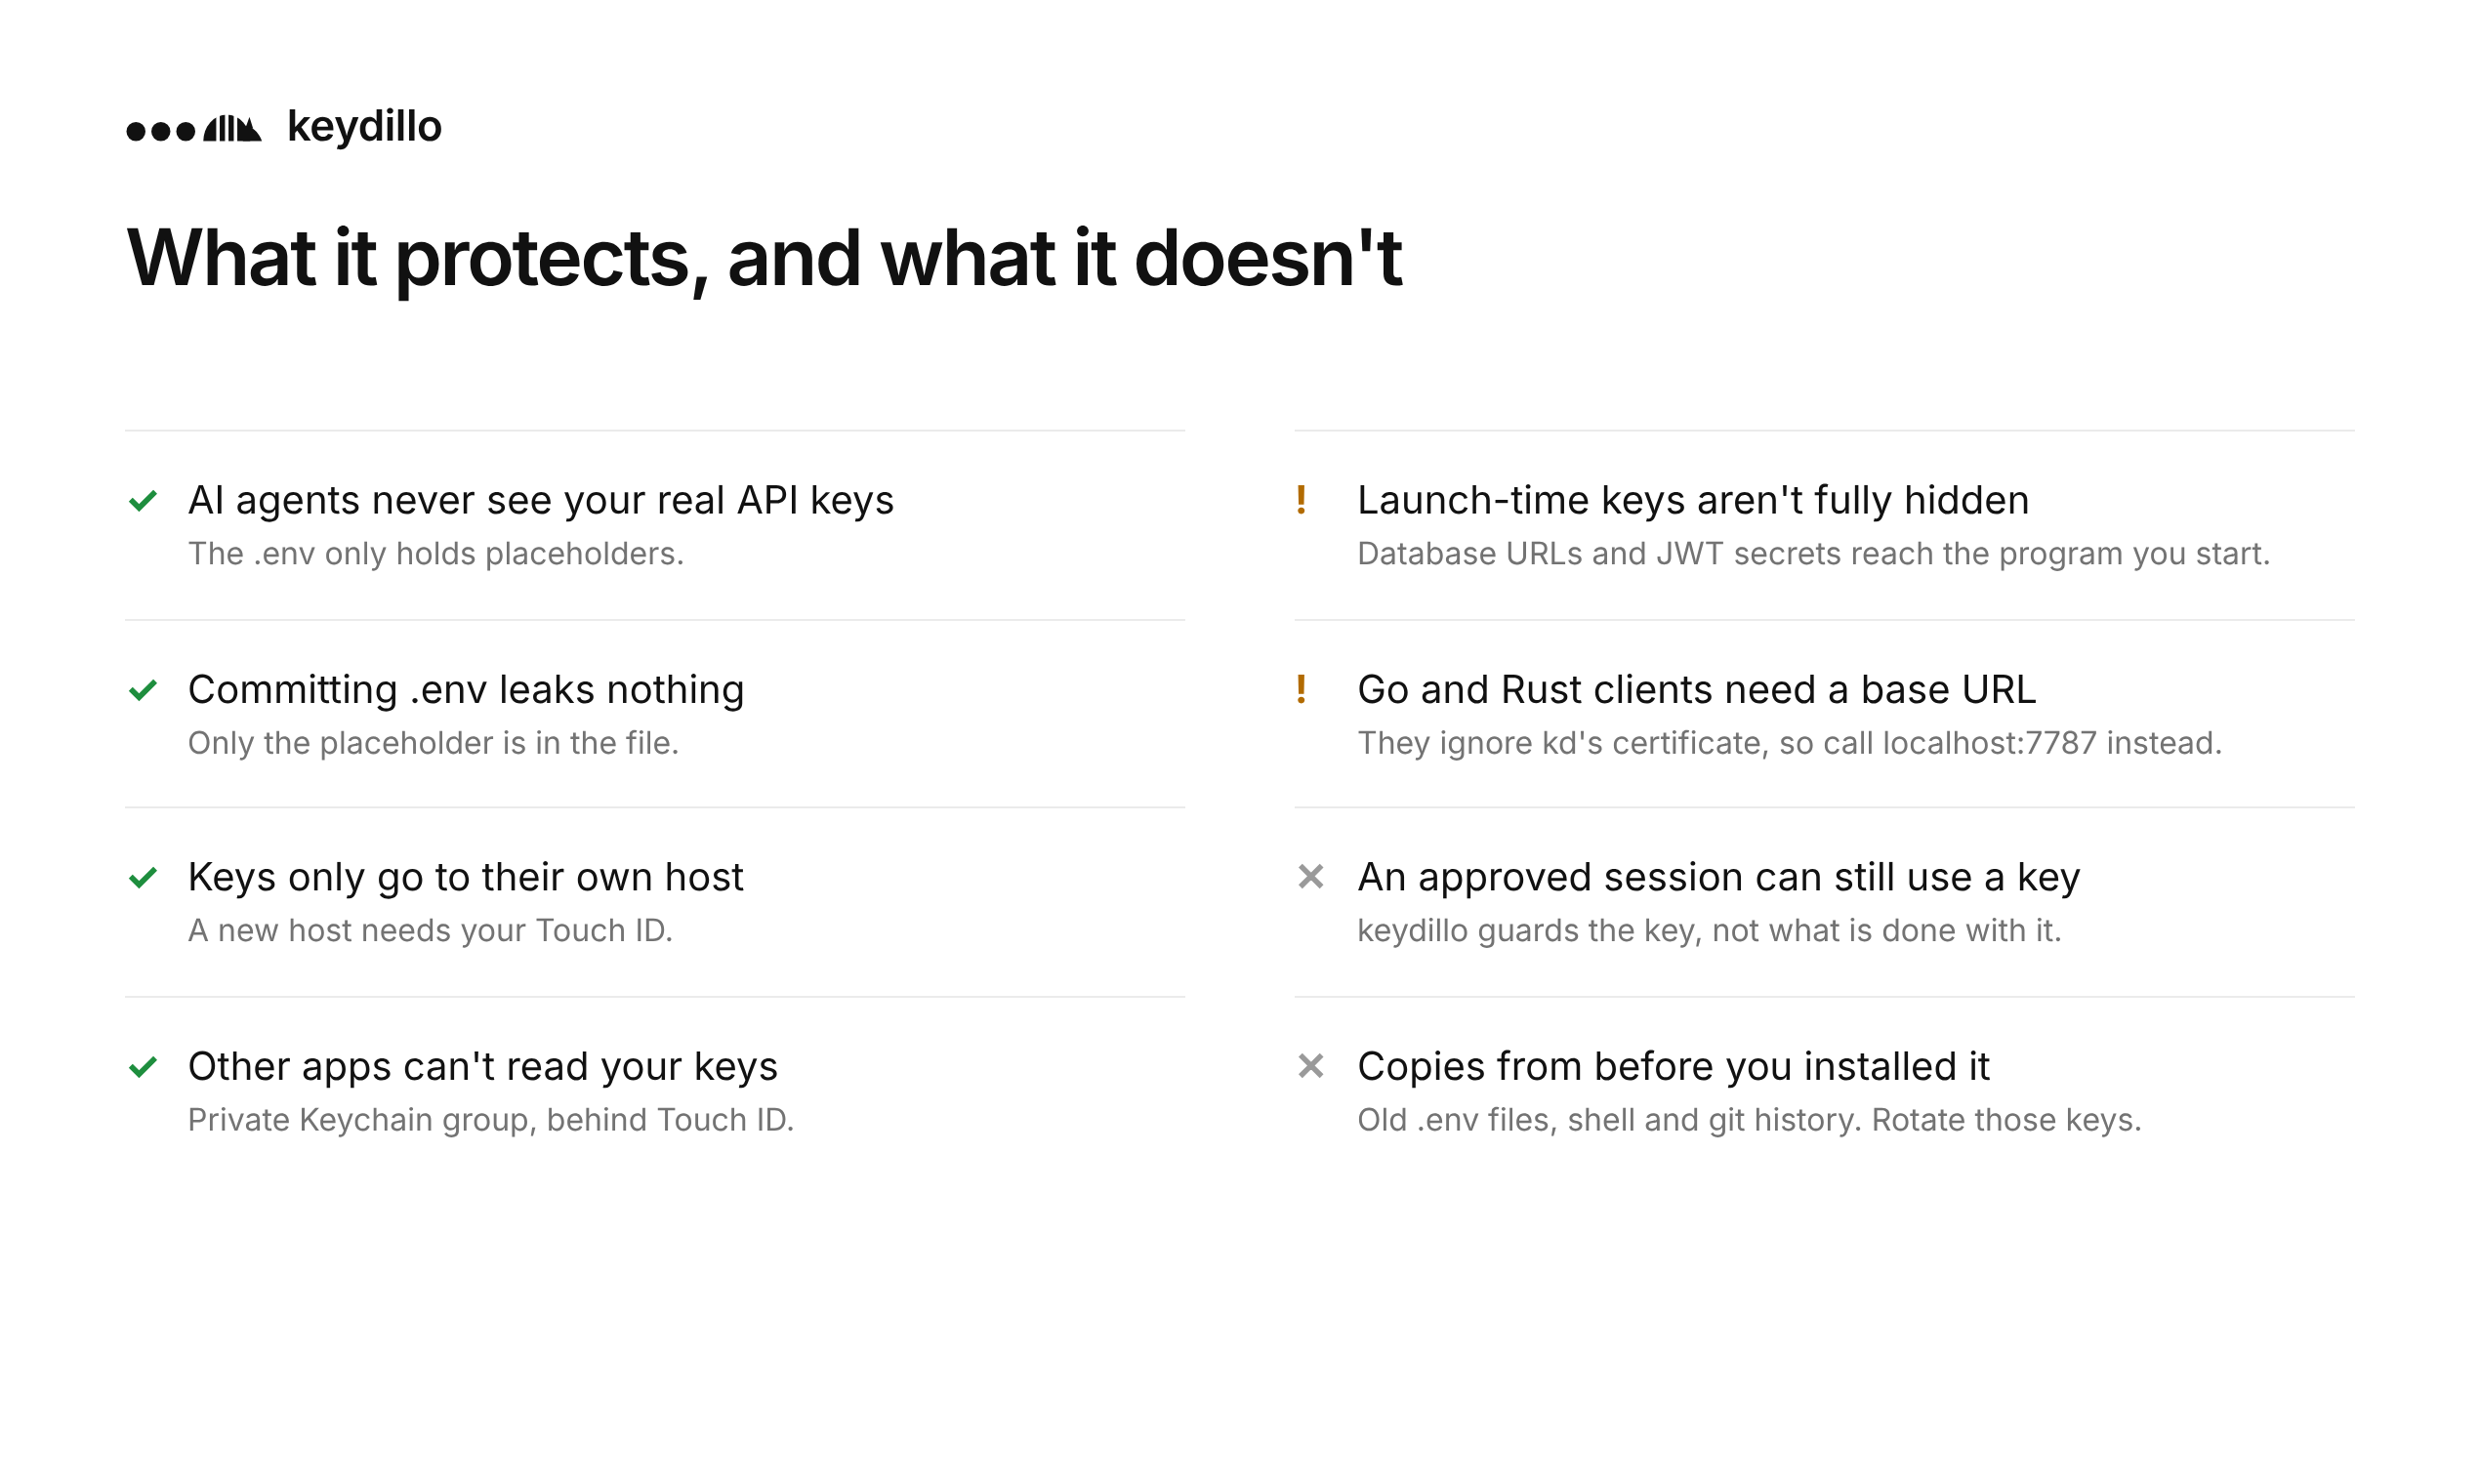 keydillo
What it protects, and what it doesn't
AI agents never see your real API keys
The .env only holds placeholders.
Committing .env leaks nothing
Only the placeholder is in the file.
Keys only go to their own host
A new host needs your Touch ID.
Other apps can't read your keys
Private Keychain group, behind Touch ID.
! Launch-time keys aren't fully hidden
Database URLs and JWT secrets reach the program you start.
! Go and Rust clients need a base URL
They ignore kd's certificate, so call localhost:7787 instead.
An approved session can still use a key
keydillo guards the key, not what is done with it.
Copies from before you installed it
Old .env files, shell and git history. Rotate those keys.